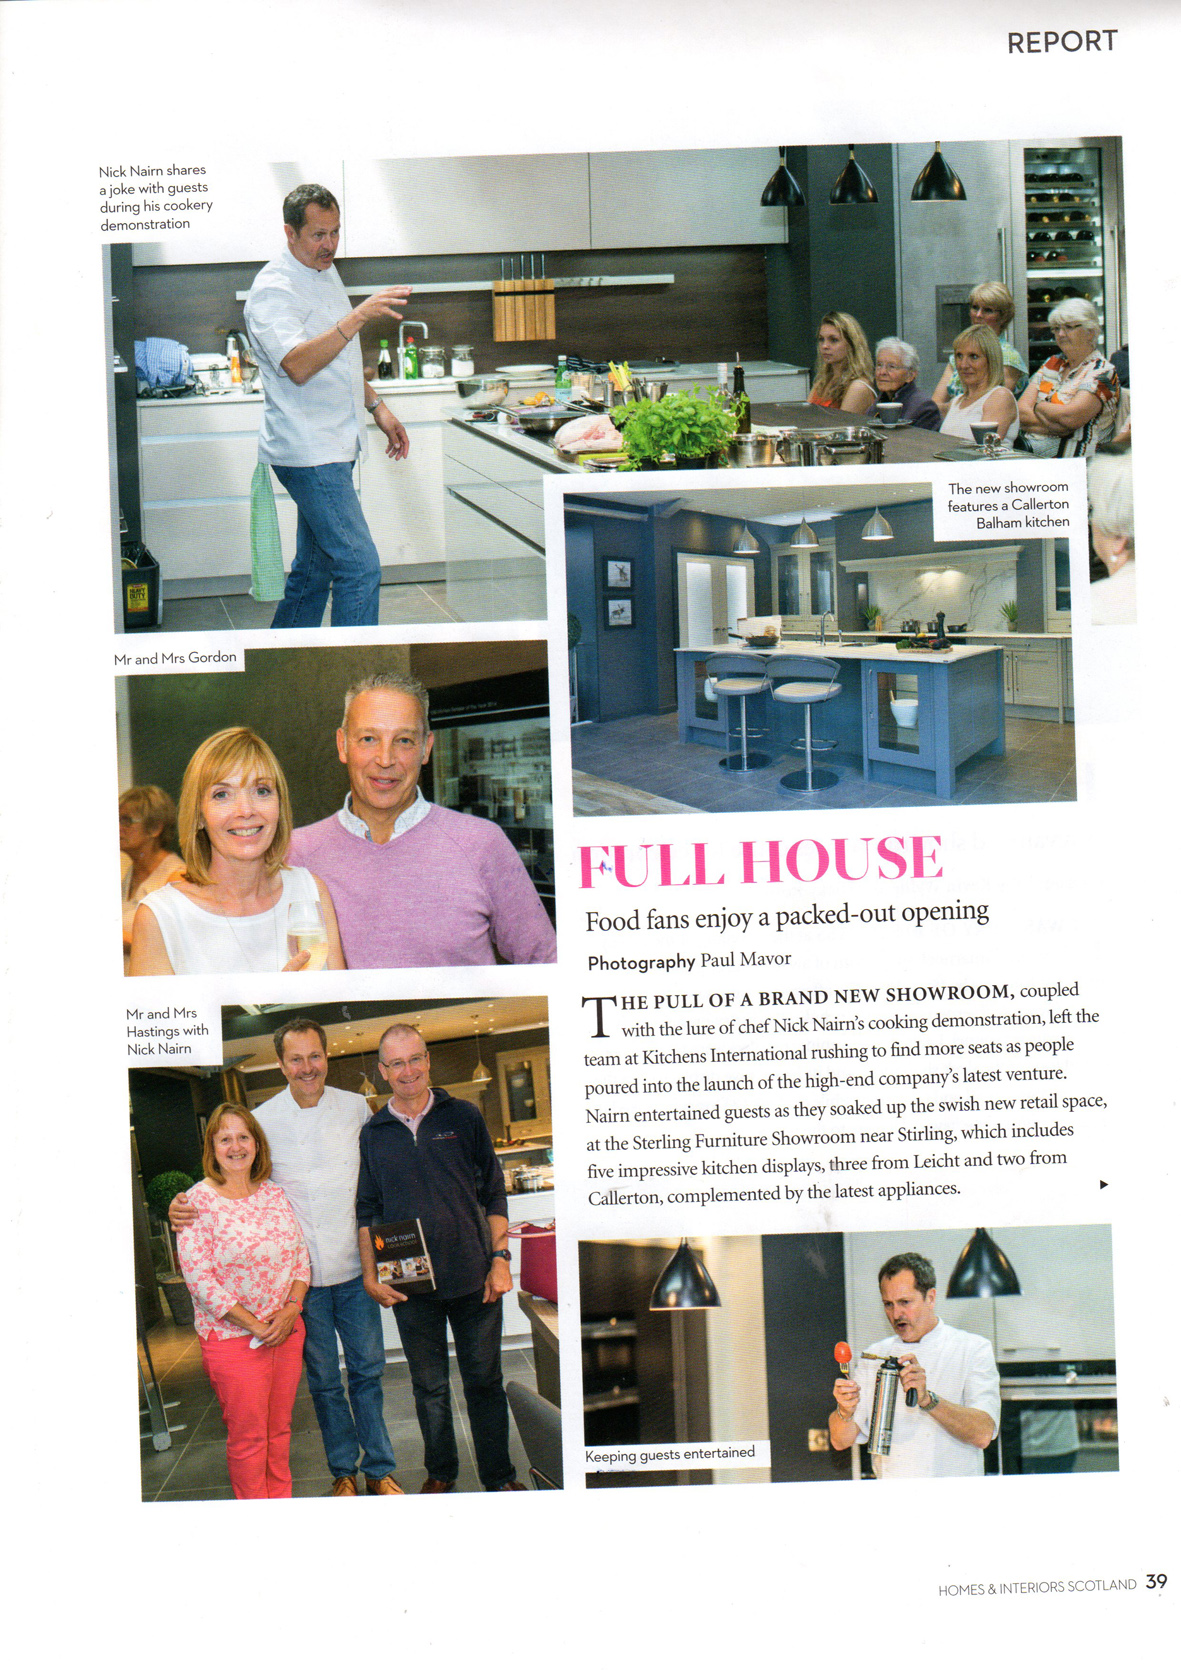 REPORT
Nick Nairn shares
a joke with guests
during his cookery
demonstration
The new showroom
features a Callerton
Balham kitchen
Mr and Mrs Gordon
FULL HOUSE
Food fans enjoy a packed-out opening
Photography Paul Mavor
THE PULL OF A BRAND NEW SHOWROOM, coupled
with the lure of chef Nick Nairn's cooking demonstration, left the
team at Kitchens International rushing to find more seats as people
poured into the launch of the high-end company's latest venture.
Nairn entertained guests as they soaked up the swish new retail space,
at the Sterling Furniture Showroom near Stirling, which includes
five impressive kitchen displays, three from Leicht and two from
Callerton, complemented by the latest appliances.
Mr and Mrs
Hastings with
Nick Nairn
nick nairn
Keeping guests entertained
HEAVY
DUTY
HOMES & INTERIORS SCOTLAND 39